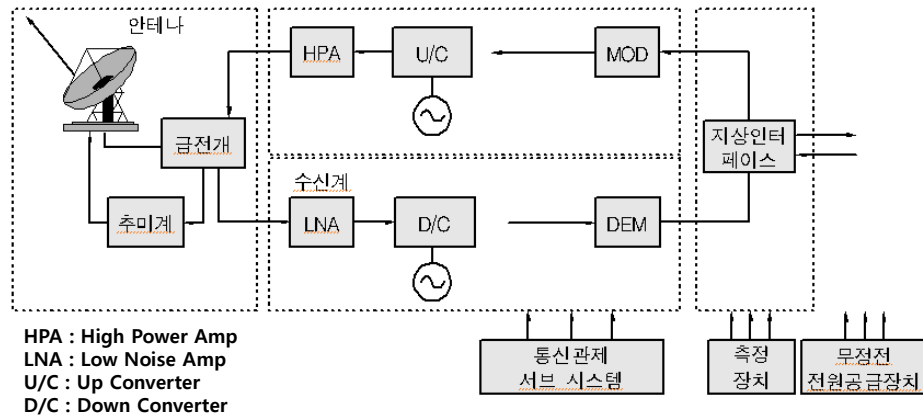 안테나
HPA
U/C
MOD
급전개
지상인터
페이스
수신계
추미계
LNA
D/C
DEM
HPA : High Power Amp
LNA : Low Noise Amp
U/C : Up Converter
D/C : Down Converter
통신관제
서브 시스템
측정
장치
무정전
전원공급장치